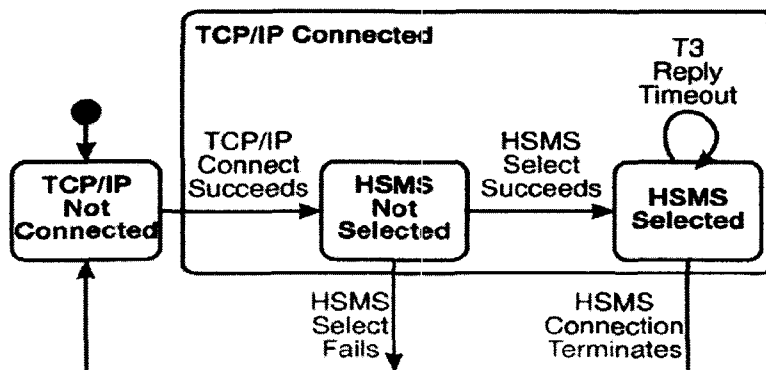 TCP/IP Connected
T3
Reply
Timeout
TCP/IP
Connect
Succeeds
HSMS
Select
Succeeds
TCP/IP
Not
Connected
HSMS
Not
Selected
HSMS
Selected
HSMS
Select
Fails
HSMS
Connection
Terminates